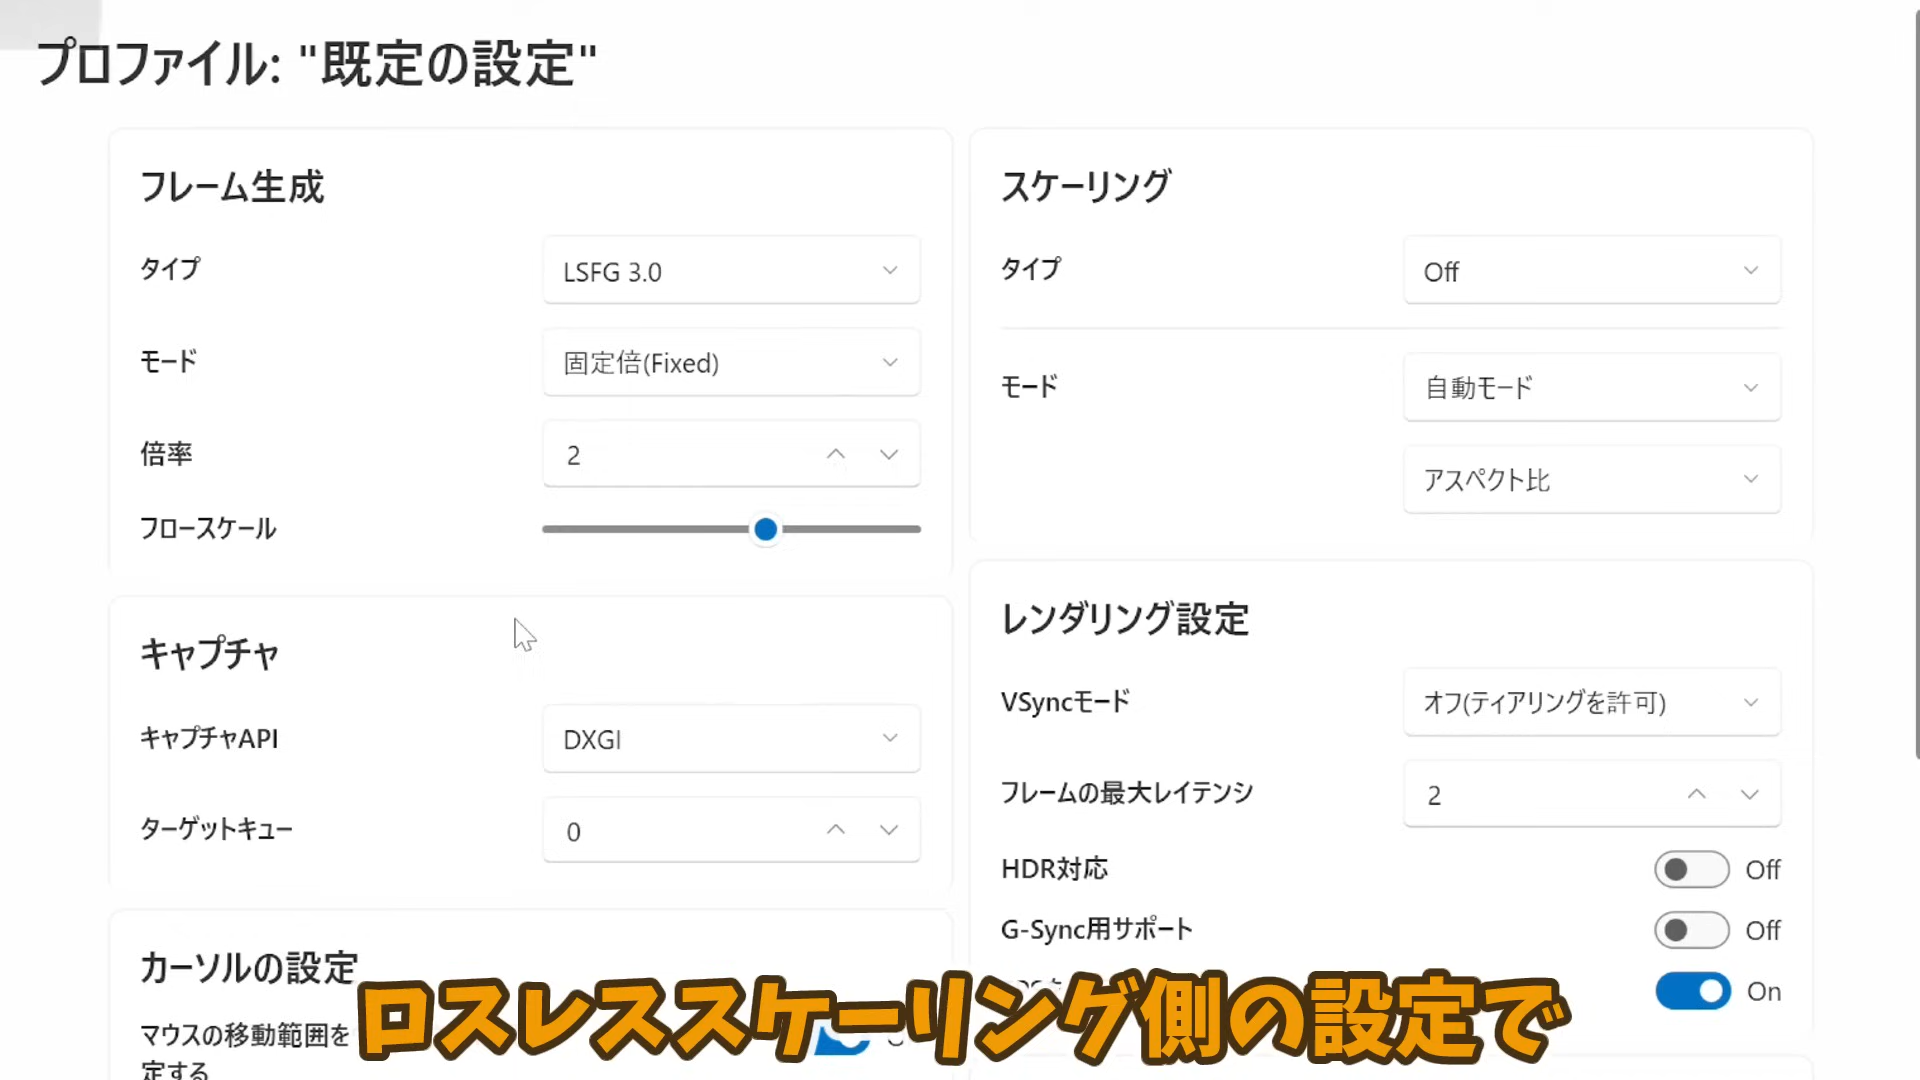 プロファイル: "既定の設定"
フレーム生成
タイプ
LSFG 3.0
モード
固定倍(Fixed)
倍率
2
フロースケール
キャプチャ
キャプチャAPI
DXGI
ターゲットキュー
0
カーソルの設定
マウスの移動範囲を
定する
スケーリング
タイプ
Off
モード
自動モード
アスペクト比
レンダリング設定
VSyncモード
オフ(ティアリングを許可)
フレームの最大レイテンシ
2
HDR対応
Off
G-Sync用サポート
Off
On
ロスレススケーリング側の設定で